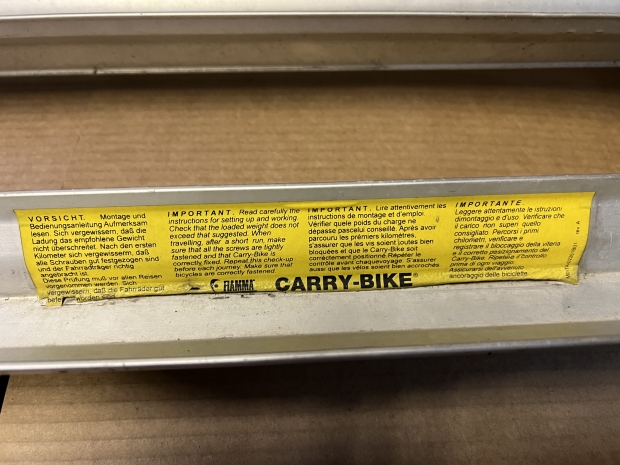 VORSICHT. Montage und
Bedienungsanleitung Aufmerksam
lesen. Sich vergewissern, daß die
Ladung das empfohlene Gewicht
nicht überschreitet. Nach den ersten
Kilometer sich vergewissern, daß
alle Schrauben gut festgezogen sind
und der Fahrradträger richtig
angebracht ist.
Diese Prüfung muß vor allen Reisen
vorgenommen werden. Sich
vergewissern, daß die Fahrräder gut
sind
IMPORTANT. Read carefully the
instructions for setting up and working.
Check that the loaded weight does not
exceed that suggested. When
travelling, after a short run, make
sure that all the screws are tightly
fastened and that Carry-Bike is
correctly fixed. Repeat this check-up
before each journey. Make sure that
bicycles are correctly fastened.
IMPORTANT. Lire attentivement les
instructions de montage et d'emploi
Vérifier quele poids du charge ne
dépasse pascelui conseillé. Après avoir
parcouru les prémiers kilomètres,
s'assurer que les vis soient toutes bien
bloquées et que le Carry-Bike soit
correctement positionné Répéter le
contrôle avant chaquevoyage. S'assurer
aussi que les vélos soient bien accrochés
IMPORTANTE.
Leggere attentamente le istruzioni
dimontaggio e d'uso. Verificare che
il carico non superi quello
consigliato. Percorsi i primi
chilometri, verificare e
registrare il bloccaggio della viteria
e il corretto posizionamento del
Carry-Bike. Ripetere il controllo
prima di ogni viaggio.
Assicurarsi dell'avvenuto
ancoraggio delle biciclette.
rev. A
FIAMMA CARRY-BIKE